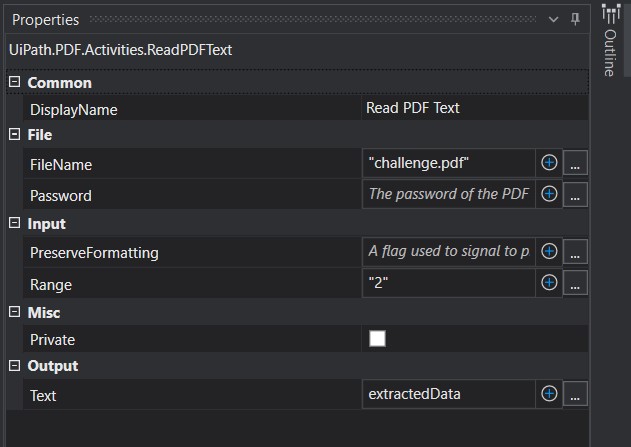 Properties
Outline
UiPath.PDF.Activities.ReadPDFText
Common
DisplayName Read PDF Text
File
FileName "challenge.pdf" ...
Password The password of the PDF ...
Input
PreserveFormatting A flag used to signal to p ...
Range "2" ...
Misc
Private
Output
Text extractedData ...